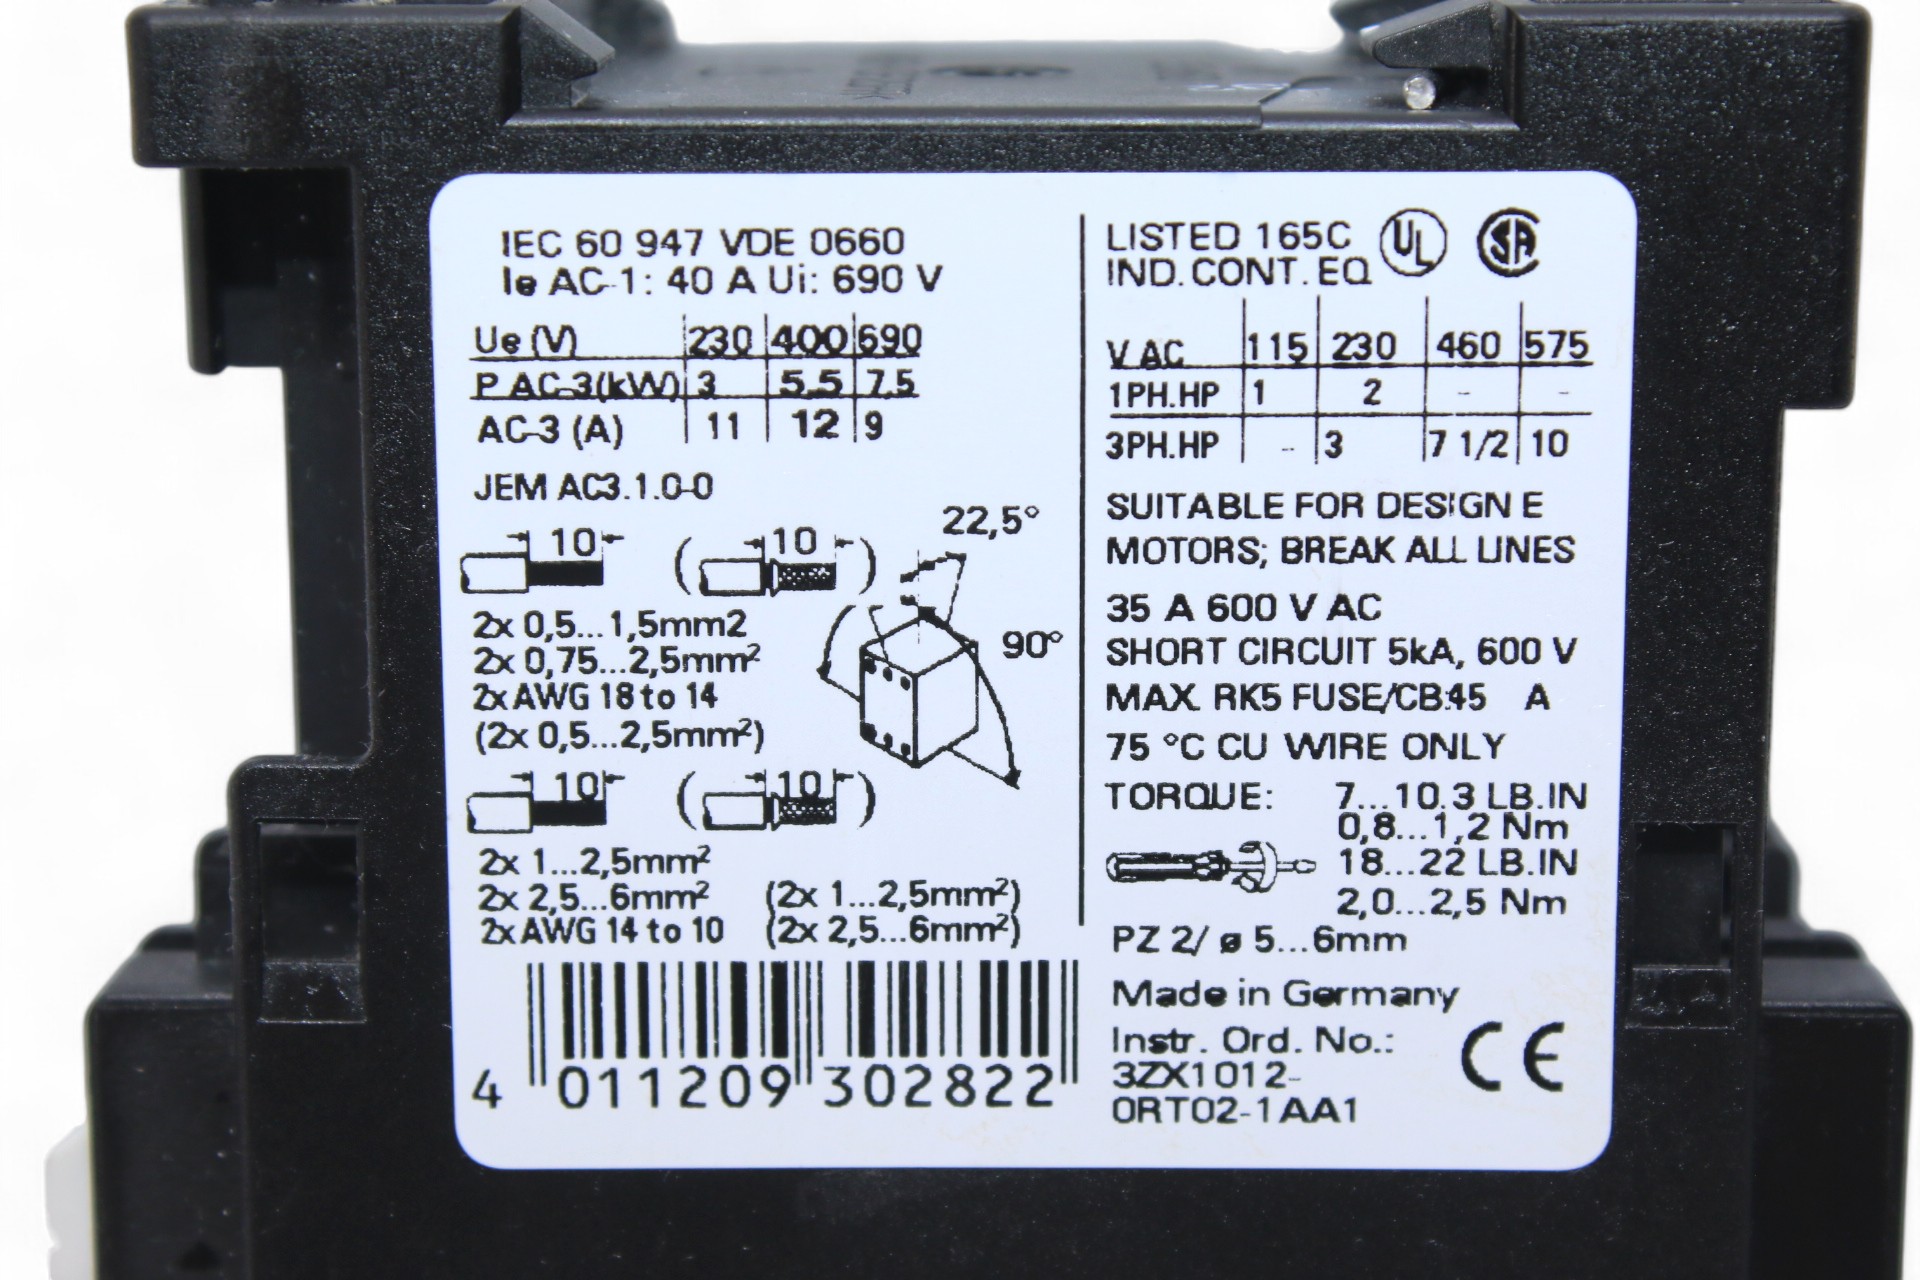 IEC 60 947 VDE 0660
Ie AC-1: 40 A Ui: 690 V
Ue (V) 230 400 690
P AC-3(kW) 3 5.5 7.5
AC-3 (A) 11 12 9
JEM AC3.1.0-0
10 (10) 22,5°
90°
2x 0,5...1,5mm2
2x 0,75...2,5mm²
2x AWG 18 to 14
(2x 0,5...2,5mm²)
10 (10)
2x 1...2,5mm²
2x 2,5...6mm² (2x 1...2,5mm²)
2x AWG 14 to 10 (2x 2,5...6mm²)
4 011209 302822
LISTED 165C UL SA
IND. CONT. EQ
V AC 115 230 460 575
1PH.HP 1 2 - -
3PH.HP - 3 7 1/2 10
SUITABLE FOR DESIGN E
MOTORS; BREAK ALL LINES
35 A 600 V AC
SHORT CIRCUIT 5kA, 600 V
MAX. RK5 FUSE/CB:45 A
75 °C CU WIRE ONLY
TORQUE: 7...10.3 LB.IN
0,8...1,2 Nm
18...22 LB.IN
2,0...2,5 Nm
PZ 2/ ø 5...6mm
Made in Germany
Instr. Ord. No.:
3ZX1012-
0RT02-1AA1
CE